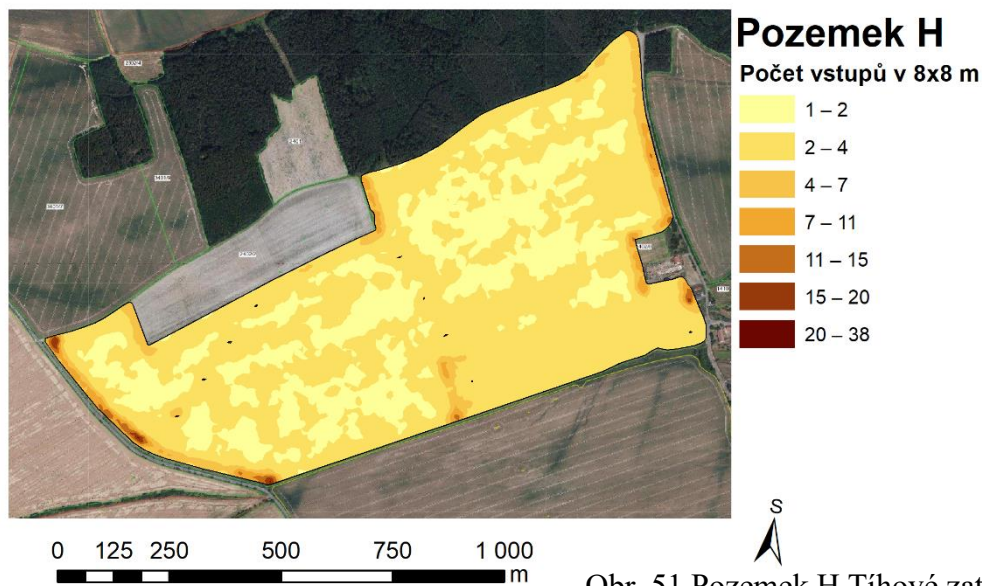 Pozemek H
Počet vstupů v 8x8 m
1 – 2
2 – 4
4 – 7
7 – 11
11 – 15
15 – 20
20 – 38
S
0 125 250 500 750 1 000
m
Obr. 51 Pozemek H Tíhové zat